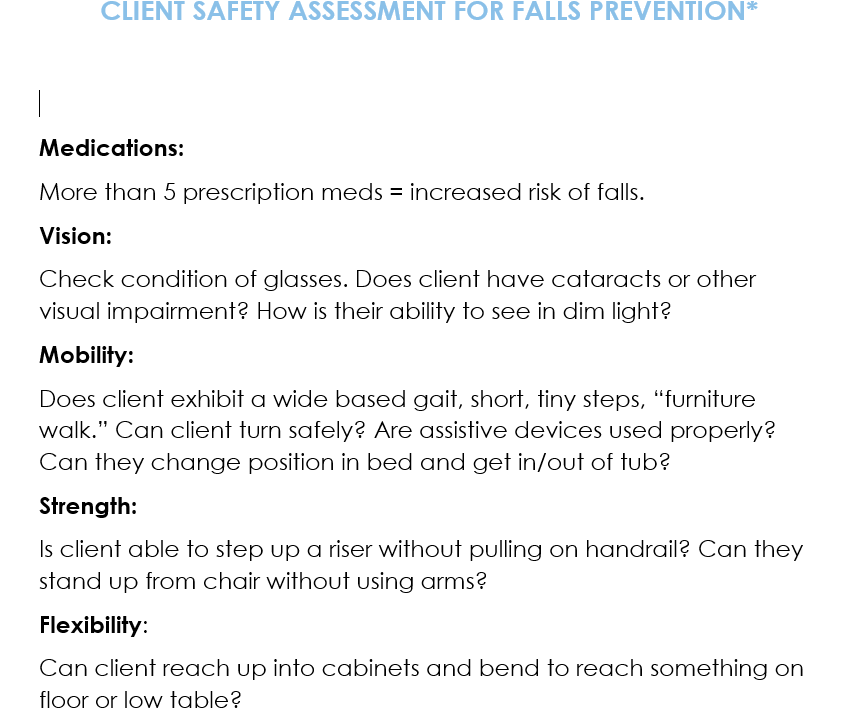 CLIENT SAFETY ASSESSMENT FOR FALLS PREVENTION*
Medications:
More than 5 prescription meds = increased risk of falls.
Vision:
Check condition of glasses. Does client have cataracts or other
visual impairment? How is their ability to see in dim light?
Mobility:
Does client exhibit a wide based gait, short, tiny steps, “furniture
walk.” Can client turn safely? Are assistive devices used properly?
Can they change position in bed and get in/out of tub?
Strength:
Is client able to step up a riser without pulling on handrail? Can they
stand up from chair without using arms?
Flexibility:
Can client reach up into cabinets and bend to reach something on
floor or low table?